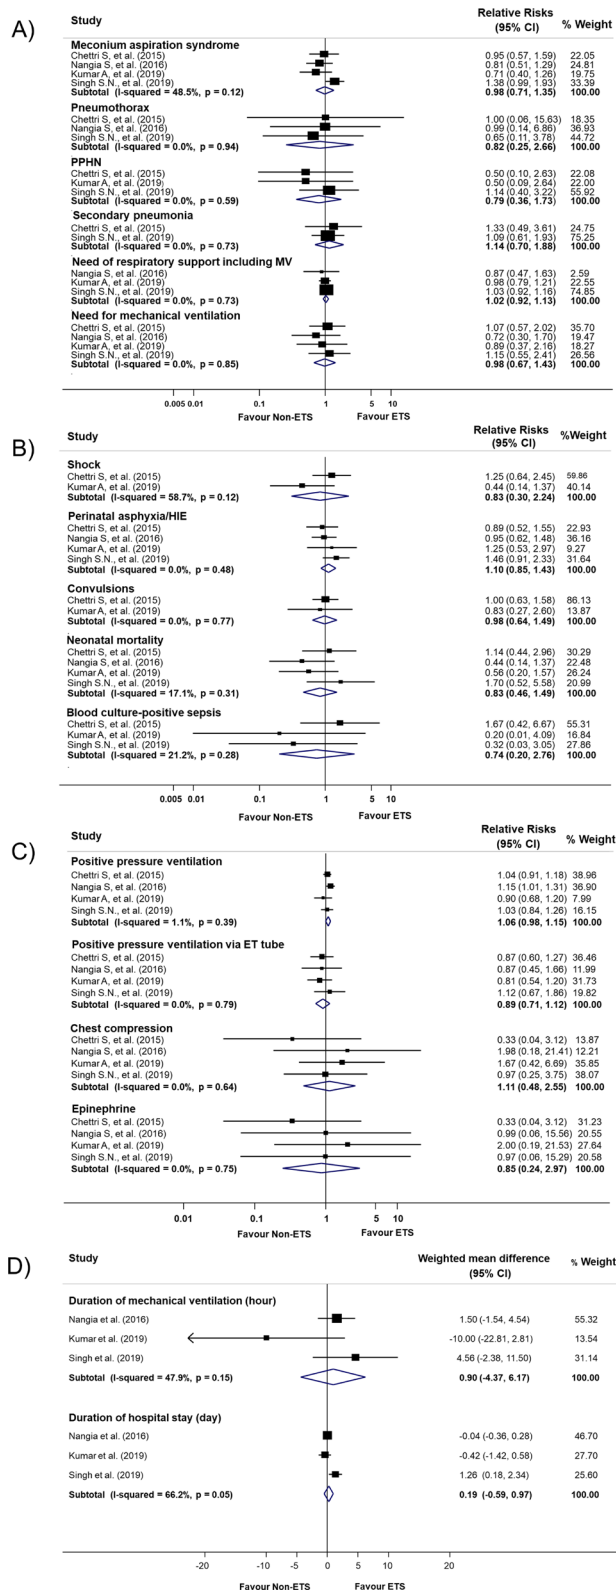 A)
Study
Relative Risks
(95% CI)
% Weight
Meconium aspiration syndrome
Chettri S, et al. (2015) 0.95 (0.57, 1.59) 22.05
Nangia S, et al. (2016) 0.81 (0.51, 1.29) 24.81
Kumar A, et al. (2019) 0.71 (0.40, 1.26) 19.75
Singh S.N., et al. (2019) 1.38 (0.99, 1.93) 33.39
Subtotal (I-squared = 48.5%, p = 0.12) 0.98 (0.71, 1.35) 100.00
Pneumothorax
Chettri S, et al. (2015) 1.00 (0.06, 15.63) 18.35
Nangia S, et al. (2016) 0.99 (0.14, 6.86) 36.93
Singh S.N., et al. (2019) 0.65 (0.11, 3.78) 44.72
Subtotal (I-squared = 0.0%, p = 0.94) 0.82 (0.25, 2.66) 100.00
PPHN
Chettri S, et al. (2015) 0.50 (0.10, 2.63) 22.08
Kumar A, et al. (2019) 0.50 (0.09, 2.64) 22.00
Singh S.N., et al. (2019) 1.14 (0.40, 3.22) 55.92
Subtotal (I-squared = 0.0%, p = 0.59) 0.79 (0.36, 1.73) 100.00
Secondary pneumonia
Chettri S, et al. (2015) 1.33 (0.49, 3.61) 24.75
Singh S.N., et al. (2019) 1.09 (0.61, 1.93) 75.25
Subtotal (I-squared = 0.0%, p = 0.73) 1.14 (0.70, 1.88) 100.00
Need of respiratory support including MV
Nangia S, et al. (2016) 0.87 (0.47, 1.63) 2.59
Kumar A, et al. (2019) 0.98 (0.79, 1.21) 22.55
Singh S.N., et al. (2019) 1.03 (0.92, 1.16) 74.85
Subtotal (I-squared = 0.0%, p = 0.73) 1.02 (0.92, 1.13) 100.00
Need for mechanical ventilation
Chettri S, et al. (2015) 1.07 (0.57, 2.02) 35.70
Nangia S, et al. (2016) 0.72 (0.30, 1.70) 19.47
Kumar A, et al. (2019) 0.89 (0.37, 2.16) 18.27
Singh S.N., et al. (2019) 1.15 (0.55, 2.41) 26.56
Subtotal (I-squared = 0.0%, p = 0.85) 0.98 (0.67, 1.43) 100.00
0.005 0.01 0.1 1 5 10
Favour Non-ETS Favour ETS
B)
Study
Relative Risks
(95% CI)
%Weight
Shock
Chettri S, et al. (2015) 1.25 (0.64, 2.45) 59.86
Kumar A, et al. (2019) 0.44 (0.14, 1.37) 40.14
Subtotal (I-squared = 58.7%, p = 0.12) 0.83 (0.30, 2.24) 100.00
Perinatal asphyxia/HIE
Chettri S, et al. (2015) 0.89 (0.52, 1.55) 22.93
Nangia S, et al. (2016) 0.95 (0.62, 1.48) 36.16
Kumar A, et al. (2019) 1.25 (0.53, 2.97) 9.27
Singh S.N., et al. (2019) 1.46 (0.91, 2.33) 31.64
Subtotal (I-squared = 0.0%, p = 0.48) 1.10 (0.85, 1.43) 100.00
Convulsions
Chettri S, et al. (2015) 1.00 (0.63, 1.58) 86.13
Kumar A, et al. (2019) 0.83 (0.27, 2.60) 13.87
Subtotal (I-squared = 0.0%, p = 0.77) 0.98 (0.64, 1.49) 100.00
Neonatal mortality
Chettri S, et al. (2015) 1.14 (0.44, 2.96) 30.29
Nangia S, et al. (2016) 0.44 (0.14, 1.37) 22.48
Kumar A, et al. (2019) 0.56 (0.20, 1.57) 26.24
Singh S.N., et al. (2019) 1.70 (0.52, 5.58) 20.99
Subtotal (I-squared = 17.1%, p = 0.31) 0.83 (0.46, 1.49) 100.00
Blood culture-positive sepsis
Chettri S, et al. (2015) 1.67 (0.42, 6.67) 55.31
Kumar A, et al. (2019) 0.20 (0.01, 4.09) 16.84
Singh S.N., et al. (2019) 0.32 (0.03, 3.05) 27.86
Subtotal (I-squared = 21.2%, p = 0.28) 0.74 (0.20, 2.76) 100.00
0.005 0.01 0.1 1 5 10
Favour Non-ETS Favour ETS
C)
Study
Relative Risks
(95% CI)
% Weight
Positive pressure ventilation
Chettri S, et al. (2015) 1.04 (0.91, 1.18) 38.96
Nangia S, et al. (2016) 1.15 (1.01, 1.31) 36.90
Kumar A, et al. (2019) 0.90 (0.68, 1.20) 7.99
Singh S.N., et al. (2019) 1.03 (0.84, 1.26) 16.15
Subtotal (I-squared = 1.1%, p = 0.39) 1.06 (0.98, 1.15) 100.00
Positive pressure ventilation via ET tube
Chettri S, et al. (2015) 0.87 (0.60, 1.27) 36.46
Nangia S, et al. (2016) 0.87 (0.45, 1.66) 11.99
Kumar A, et al. (2019) 0.81 (0.54, 1.20) 31.73
Singh S.N., et al. (2019) 1.12 (0.67, 1.86) 19.82
Subtotal (I-squared = 0.0%, p = 0.79) 0.89 (0.71, 1.12) 100.00
Chest compression
Chettri S, et al. (2015) 0.33 (0.04, 3.12) 13.87
Nangia S, et al. (2016) 1.98 (0.18, 21.41) 12.21
Kumar A, et al. (2019) 1.67 (0.42, 6.69) 35.85
Singh S.N., et al. (2019) 0.97 (0.25, 3.75) 38.07
Subtotal (I-squared = 0.0%, p = 0.64) 1.11 (0.48, 2.55) 100.00
Epinephrine
Chettri S, et al. (2015) 0.33 (0.04, 3.12) 31.23
Nangia S, et al. (2016) 0.99 (0.06, 15.56) 20.55
Kumar A, et al. (2019) 2.00 (0.19, 21.53) 27.64
Singh S.N., et al. (2019) 0.97 (0.06, 15.29) 20.58
Subtotal (I-squared = 0.0%, p = 0.75) 0.85 (0.24, 2.97) 100.00
0.01 0.1 1 5 10
Favour Non-ETS Favour ETS
D)
Study
Weighted mean difference
(95% CI)
% Weight
Duration of mechanical ventilation (hour)
Nangia et al. (2016) 1.50 (-1.54, 4.54) 55.32
Kumar et al. (2019) -10.00 (-22.81, 2.81) 13.54
Singh et al. (2019) 4.56 (-2.38, 11.50) 31.14
Subtotal (I-squared = 47.9%, p = 0.15) 0.90 (-4.37, 6.17) 100.00
Duration of hospital stay (day)
Nangia et al. (2016) -0.04 (-0.36, 0.28) 46.70
Kumar et al. (2019) -0.42 (-1.42, 0.58) 27.70
Singh et al. (2019) 1.26 (0.18, 2.34) 25.60
Subtotal (I-squared = 66.2%, p = 0.05) 0.19 (-0.59, 0.97) 100.00
-20 -10 -5 0 5 10 20
Favour Non-ETS Favour ETS